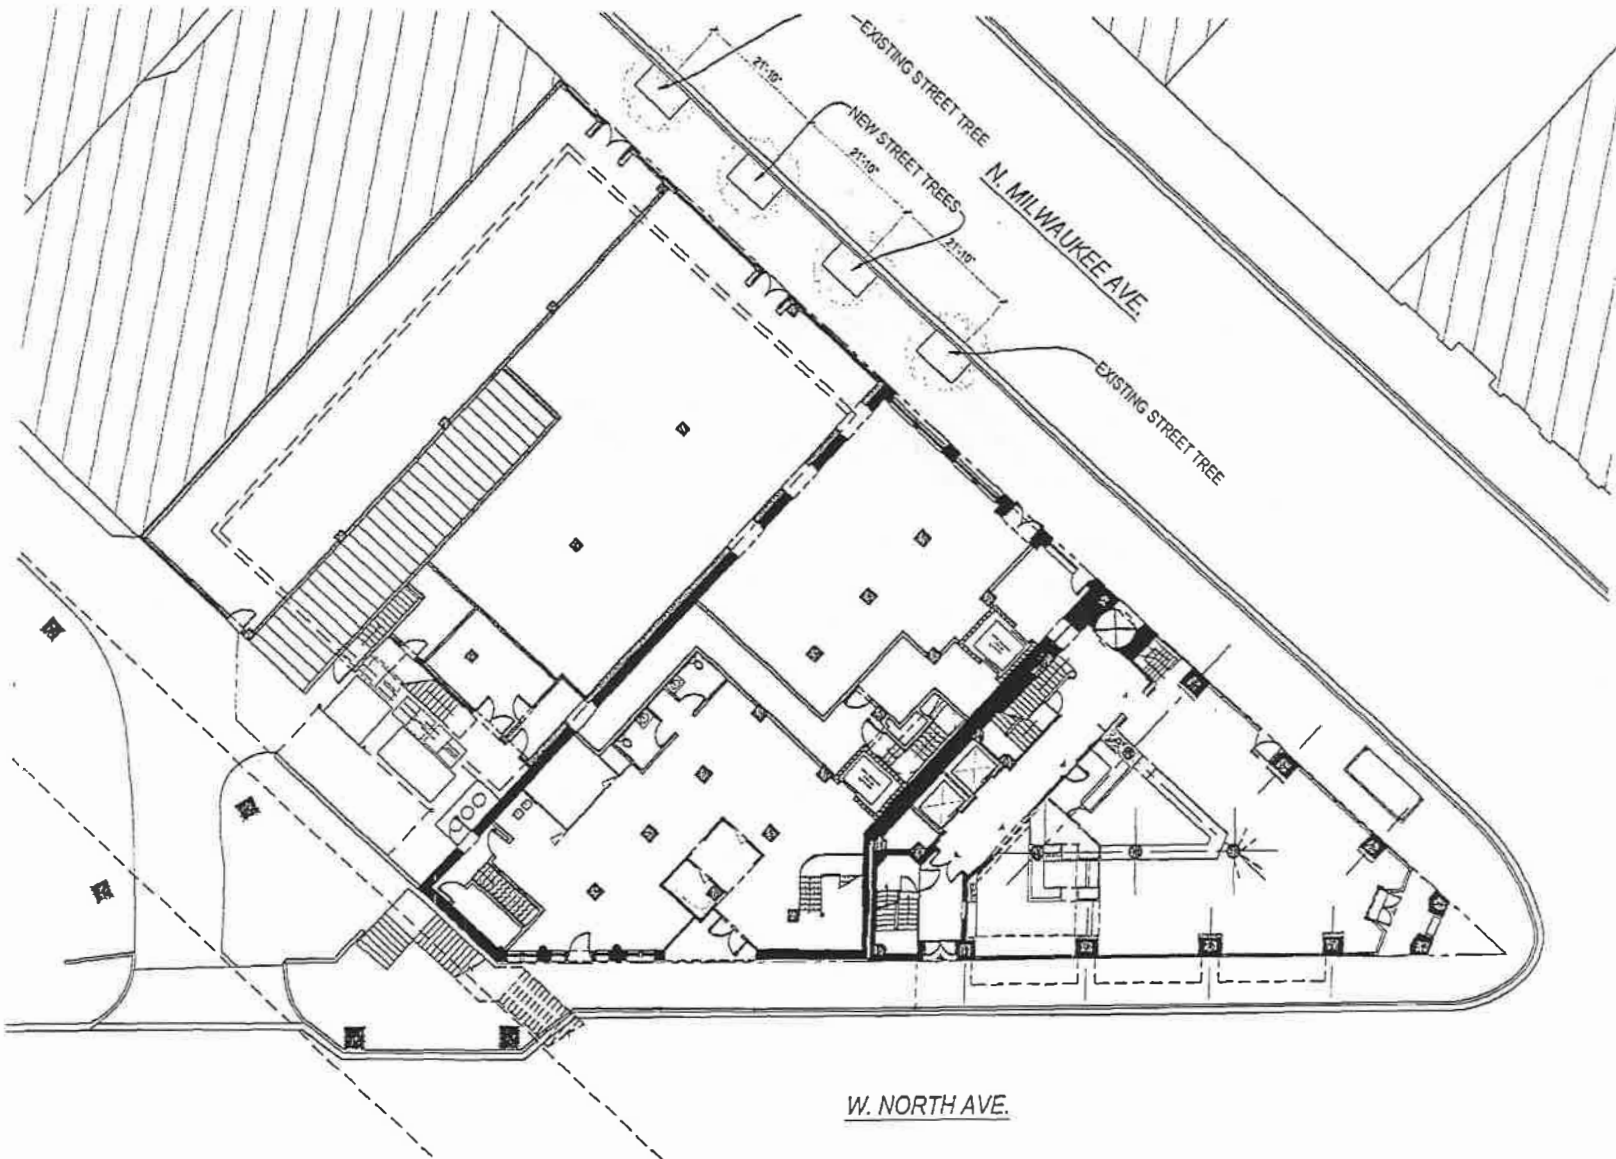 EXISTING STREET TREE
21'-10"
NEW STREET TREES
21'-10"
N. MILWAUKEE AVE.
21'-10"
EXISTING STREET TREE
W. NORTH AVE.